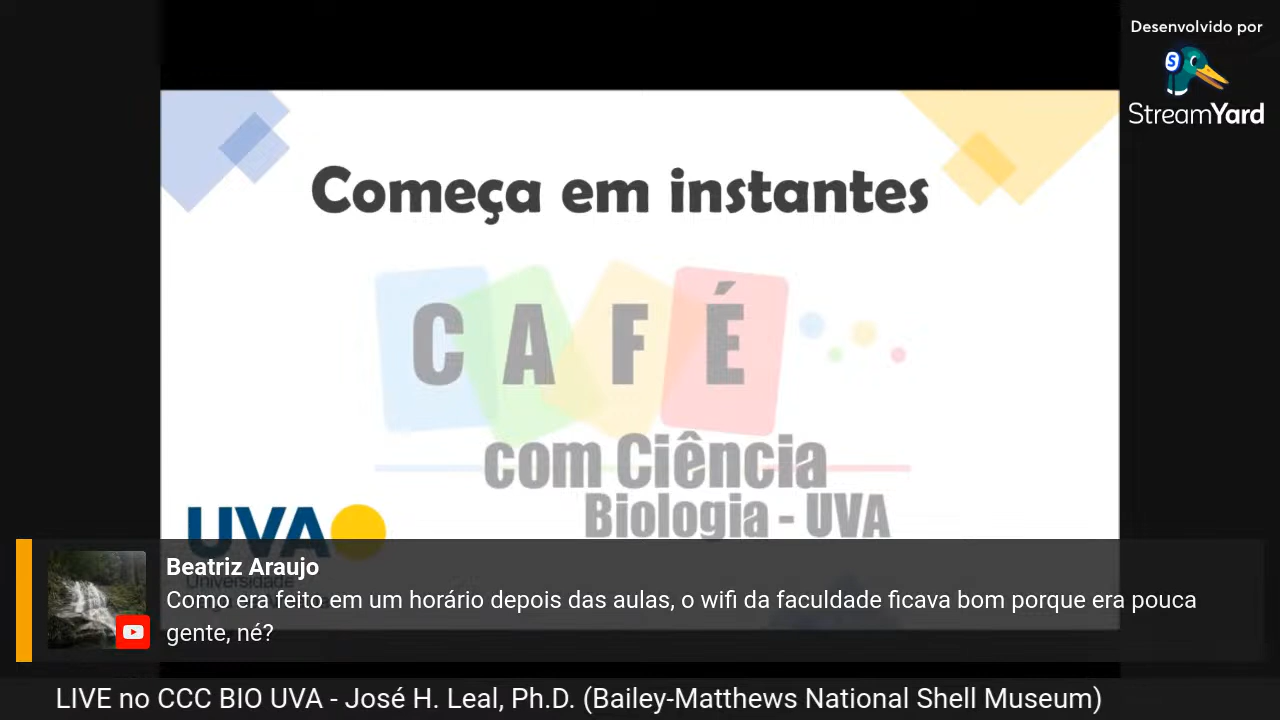 Desenvolvido por
StreamYard
Começa em instantes
CAFÉ
com Ciência
Biologia - UVA
UVA
Universidade
Beatriz Araujo
Como era feito em um horário depois das aulas, o wifi da faculdade ficava bom porque era pouca
gente, né?
LIVE no CCC BIO UVA - José H. Leal, Ph.D. (Bailey-Matthews National Shell Museum)